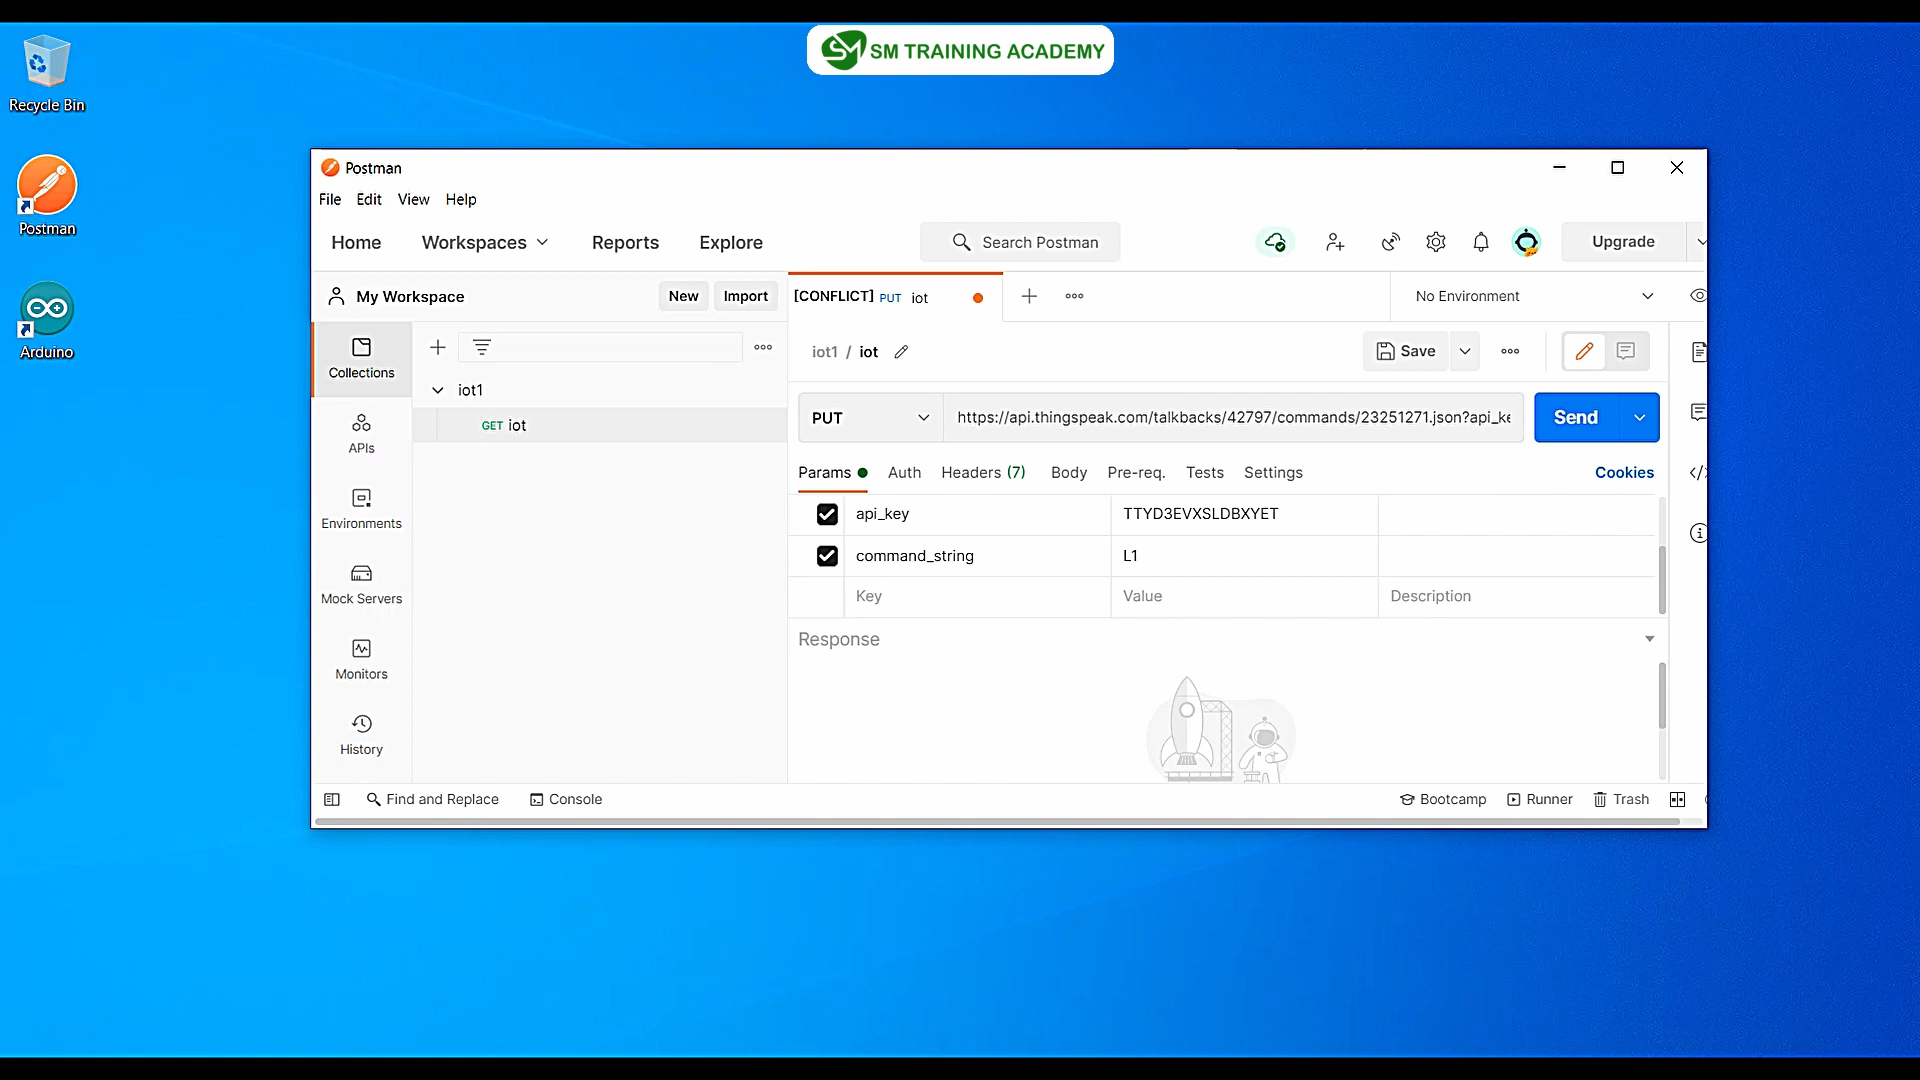 SM TRAINING ACADEMY
Recycle Bin
Postman
Arduino
Postman
File Edit View Help
Home Workspaces Reports Explore Search Postman Upgrade
My Workspace New Import [CONFLICT] PUT iot No Environment
Collections
APIs
Environments
Mock Servers
Monitors
History
iot1
GET iot
iot1 / iot Save
PUT https://api.thingspeak.com/talkbacks/42797/commands/23251271.json?api_ke Send
Params Auth Headers (7) Body Pre-req. Tests Settings Cookies
api_key TTYD3EVXSLDBXYET
command_string L1
Key Value Description
Response
Find and Replace Console Bootcamp Runner Trash